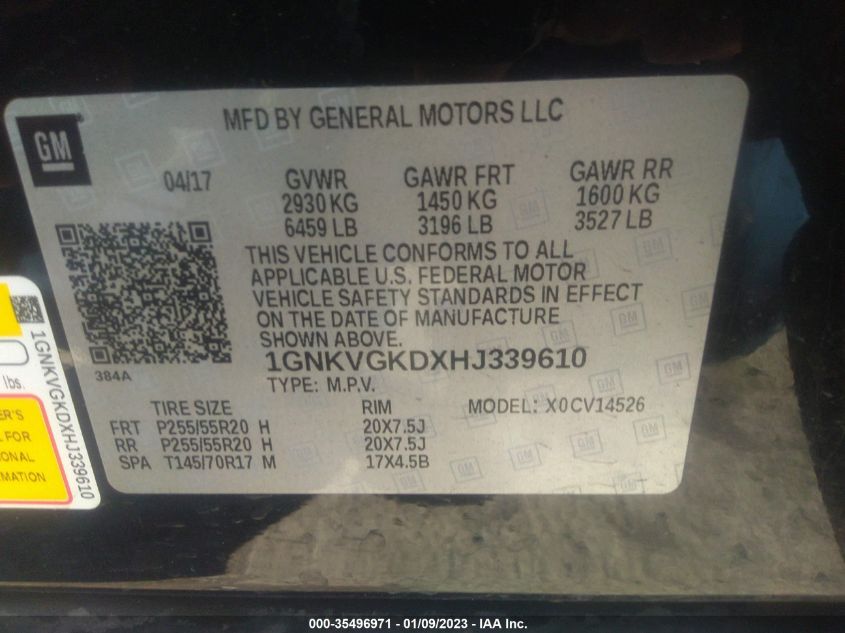 MFD BY GENERAL MOTORS LLC
GM
04/17 GVWR GAWR FRT GAWR RR
2930 KG 1450 KG 1600 KG
6459 LB 3196 LB 3527 LB
THIS VEHICLE CONFORMS TO ALL
APPLICABLE U.S. FEDERAL MOTOR
VEHICLE SAFETY STANDARDS IN EFFECT
ON THE DATE OF MANUFACTURE
SHOWN ABOVE.
1GNKVGKDXHJ339610
384A
TYPE: M.P.V.
TIRE SIZE RIM MODEL: X0CV14526
FRT P255/55R20 H 20X7.5J
RR P255/55R20 H 20X7.5J
SPA T145/70R17 M 17X4.5B
1GNKVGKDXHJ339610
lbs.
ER'S
L FOR
ONAL
RMATION
000-35496971 - 01/09/2023 - IAA Inc.